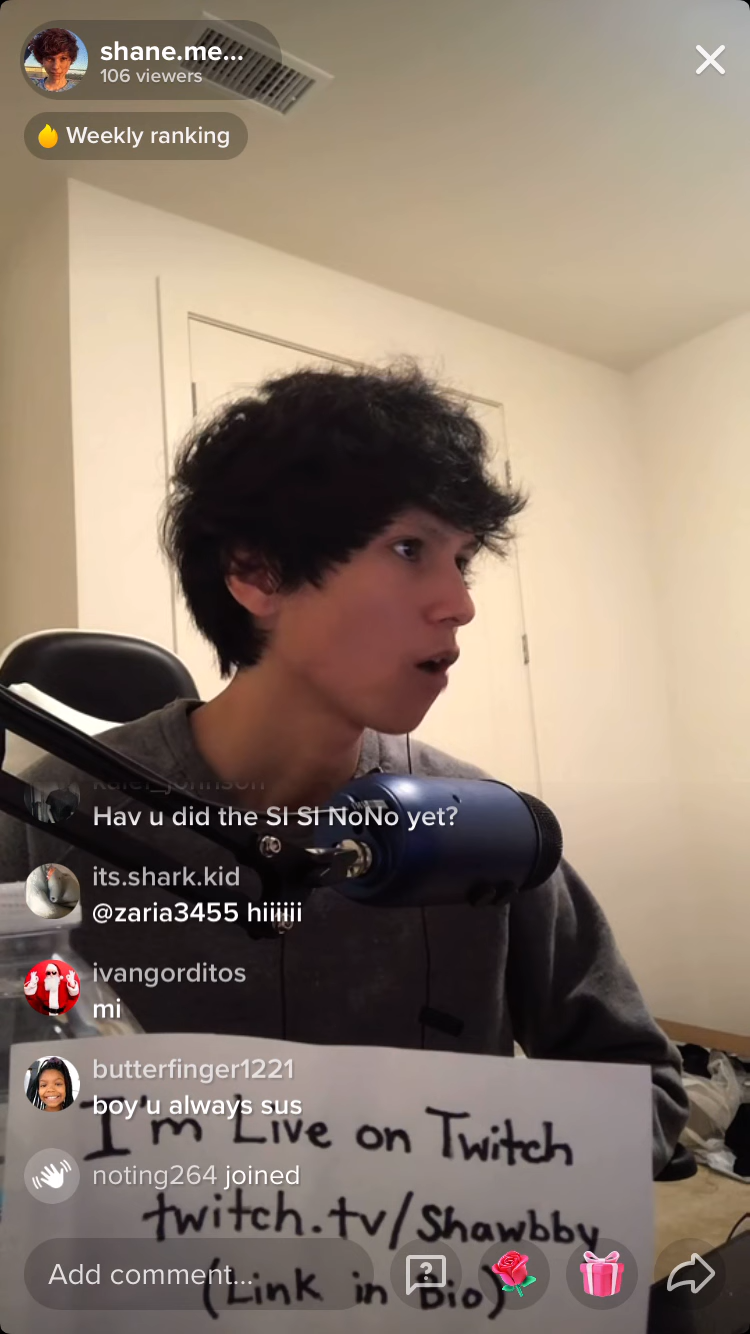 shane.me...
106 viewers
Weekly ranking
kalei_johnson
Hav u did the SI SI NoNo yet?
its.shark.kid
@zaria3455 hiiiiii
ivangorditos
mi
butterfinger1221
boy u always sus
noting264 joined
I'm Live on Twitch
twitch.tv/Shawbby
(Link in Bio)
Add comment...